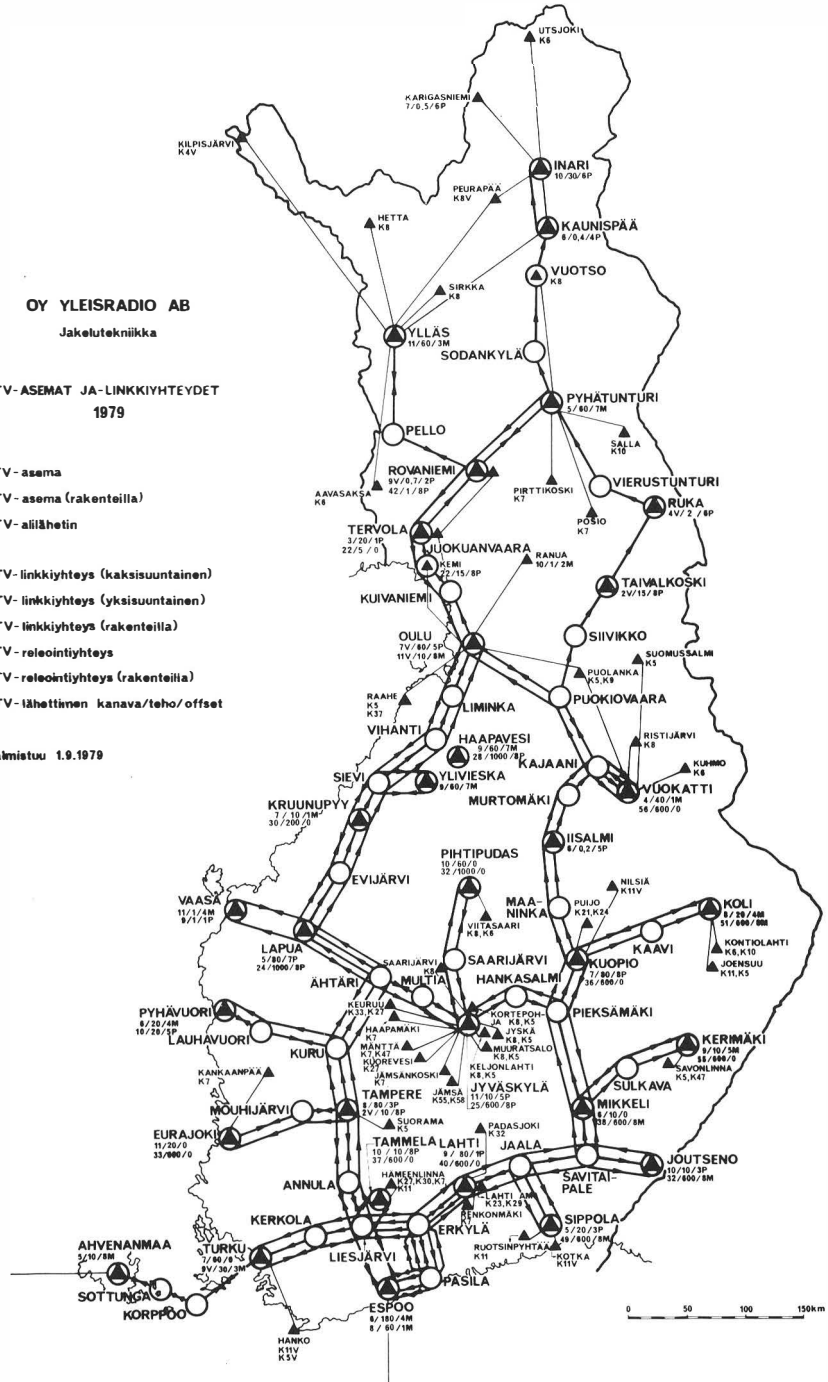 UTSJOKI
K6
KARIGASNIEMI
7/0,5/6P
KILPISJÄRVI
K4V
INARI
10/30/6P
PEURAPÄÄ
K8V
HETTA
K8
KAUNISPÄÄ
6/0,4/4P
VUOTSO
K8
SIRKKA
K8
OY YLEISRADIO AB
Jakelutekniikka
YLLÄS
11/60/3M
SODANKYLÄ
TV-ASEMAT JA-LINKKIYHTEYDET
1979
PYHÄTUNTURI
5/60/7M
PELLO
SALLA
K10
TV-asema
ROVANIEMI
9V/0,7/2P
42/1/8P
VIERUSTUNTURI
AAVASAKSA
K6
PIRTTIKOSKI
K7
TV-asema (rakenteilla)
RUKA
4V/2/6P
POSIO
K7
TV-alilähetin
TERVOLA
3/20/1P
22/5/0
JUOKUANVAARA
RANUA
10/1/2M
KEMI
22/15/8P
TV-linkkiyhteys (kaksisuuntainen)
TAIVALKOSKI
2V/15/8P
KUIVANIEMI
TV-linkkiyhteys (yksisuuntainen)
TV-linkkiyhteys (rakenteilla)
SIIVIKKO
OULU
7V/60/5P
11V/10/8M
SUOMUSSALMI
K5
TV-releointiyhteys
PUOLANKA
K5,K9
TV-releointiyhteys (rakenteilla)
RAAHE
K5
K37
LIMINKA
PUOKIOVAARA
TV-lähettimen kanava/teho/offset
VIHANTI
HAAPAVESI
9/60/7M
28/1000/8P
RISTIJÄRVI
K8
almistuu 1.9.1979
KAJAANI
KUHMO
K6
SIEVI
YLIVIESKA
9/60/7M
MURTOMÄKI
VUOKATTI
4/40/1M
56/600/0
KRUUNUPYY
7/10/1M
30/200/0
IISALMI
6/0,2/5P
EVIJÄRVI
PIHTIPUDAS
10/60/0
32/1000/0
NILSIÄ
K11V
VAASA
11/1/4M
9/1/1P
MAA-
NINKA
PUIJO
K21,K24
KOLI
8/20/4M
51/600/8M
VIITASAARI
K8,K6
LAPUA
5/80/7P
24/1000/8P
KAAVI
KONTIOLAHTI
K6,K10
SAARIJÄRVI
K8
SAARIJÄRVI
KUOPIO
7/80/8P
36/600/0
JOENSUU
K11,K5
ÄHTÄRI
MULTIA
HANKASALMI
PYHÄVUORI
6/20/4M
10/20/5P
KEURUU
K33,K27
KORTEPOH-
JA K8,K5
PIEKSÄMÄKI
LAUHAVUORI
HAAPAMÄKI
K7
JYSKÄ
K8,K5
KERIMÄKI
9/10/5M
55/600/0
MÄNTTÄ
K7,K47
MUURATSALO
K8,K5
KURU
KUOREVESI
K27
KELJONLAHTI
K8,K5
SAVONLINNA
K5,K47
KANKAANPÄÄ
K7
JÄMSÄNKOSKI
K7
SULKAVA
JÄMSÄ
K55,K58
JYVÄSKYLÄ
11/10/5P
25/600/8P
MOUHIJÄRVI
TAMPERE
8/80/3P
2V/10/8P
MIKKELI
6/10/0
38/600/8M
SUORAMA
K5
PADASJOKI
K32
EURAJOKI
11/20/0
33/600/0
TAMMELA
10/10/8P
37/600/0
LAHTI
9/80/1P
40/600/0
JAALA
JOUTSENO
10/10/3P
32/600/8M
HÄMEENLINNA
K27,K30,K7
K11
SAVITAI-
PALE
ANNULA
LAHTI AM
K23,K29
RENKONMÄKI
K7
KERKOLA
ERKYLÄ
SIPPOLA
5/20/3P
49/600/8M
AHVENANMAA
5/10/8M
TURKU
7/60/0
9V/30/3M
LIESJÄRVI
RUOTSINPYHTÄÄ
K11
KOTKA
K11V
SOTTUNGA
PASILA
KORPPOO
ESPOO
6/180/4M
8/60/1M
0 50 100 150km
HANKO
K11V
K5V